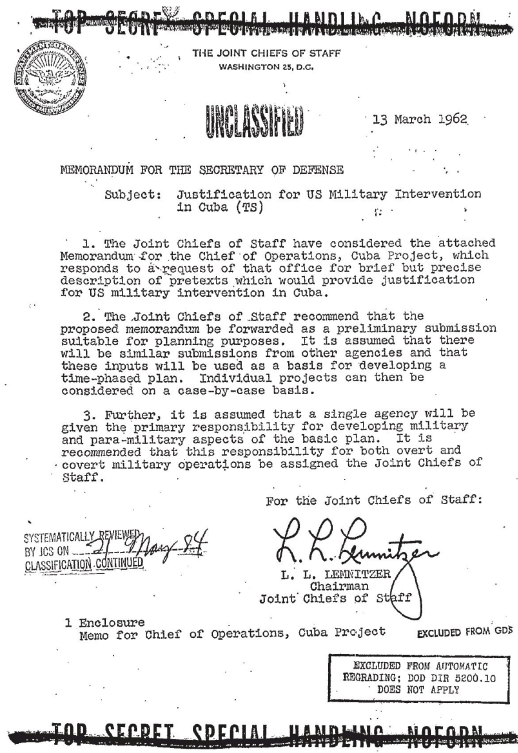 TOP SECRET SPECIAL HANDLING NOFORN
THE JOINT CHIEFS OF STAFF
WASHINGTON 25, D.C.
UNCLASSIFIED
13 March 1962
MEMORANDUM FOR THE SECRETARY OF DEFENSE
Subject: Justification for US Military Intervention
in Cuba (TS)
1. The Joint Chiefs of Staff have considered the attached
Memorandum for the Chief of Operations, Cuba Project, which
responds to a request of that office for brief but precise
description of pretexts which would provide justification
for US military intervention in Cuba.
2. The Joint Chiefs of Staff recommend that the
proposed memorandum be forwarded as a preliminary submission
suitable for planning purposes. It is assumed that there
will be similar submissions from other agencies and that
these inputs will be used as a basis for developing a
time-phased plan. Individual projects can then be
considered on a case-by-case basis.
3. Further, it is assumed that a single agency will be
given the primary responsibility for developing military
and para-military aspects of the basic plan. It is
recommended that this responsibility for both overt and
covert military operations be assigned the Joint Chiefs of
Staff.
For the Joint Chiefs of Staff:
SYSTEMATICALLY REVIEWED
BY JCS ON 21 May 84
CLASSIFICATION CONTINUED
L. L. Lemnitzer
L. L. LEMNITZER
Chairman
Joint Chiefs of Staff
1 Enclosure
Memo for Chief of Operations, Cuba Project
EXCLUDED FROM GDS
EXCLUDED FROM AUTOMATIC
REGRADING; DOD DIR 5200.10
DOES NOT APPLY
TOP SECRET SPECIAL HANDLING NOFORN